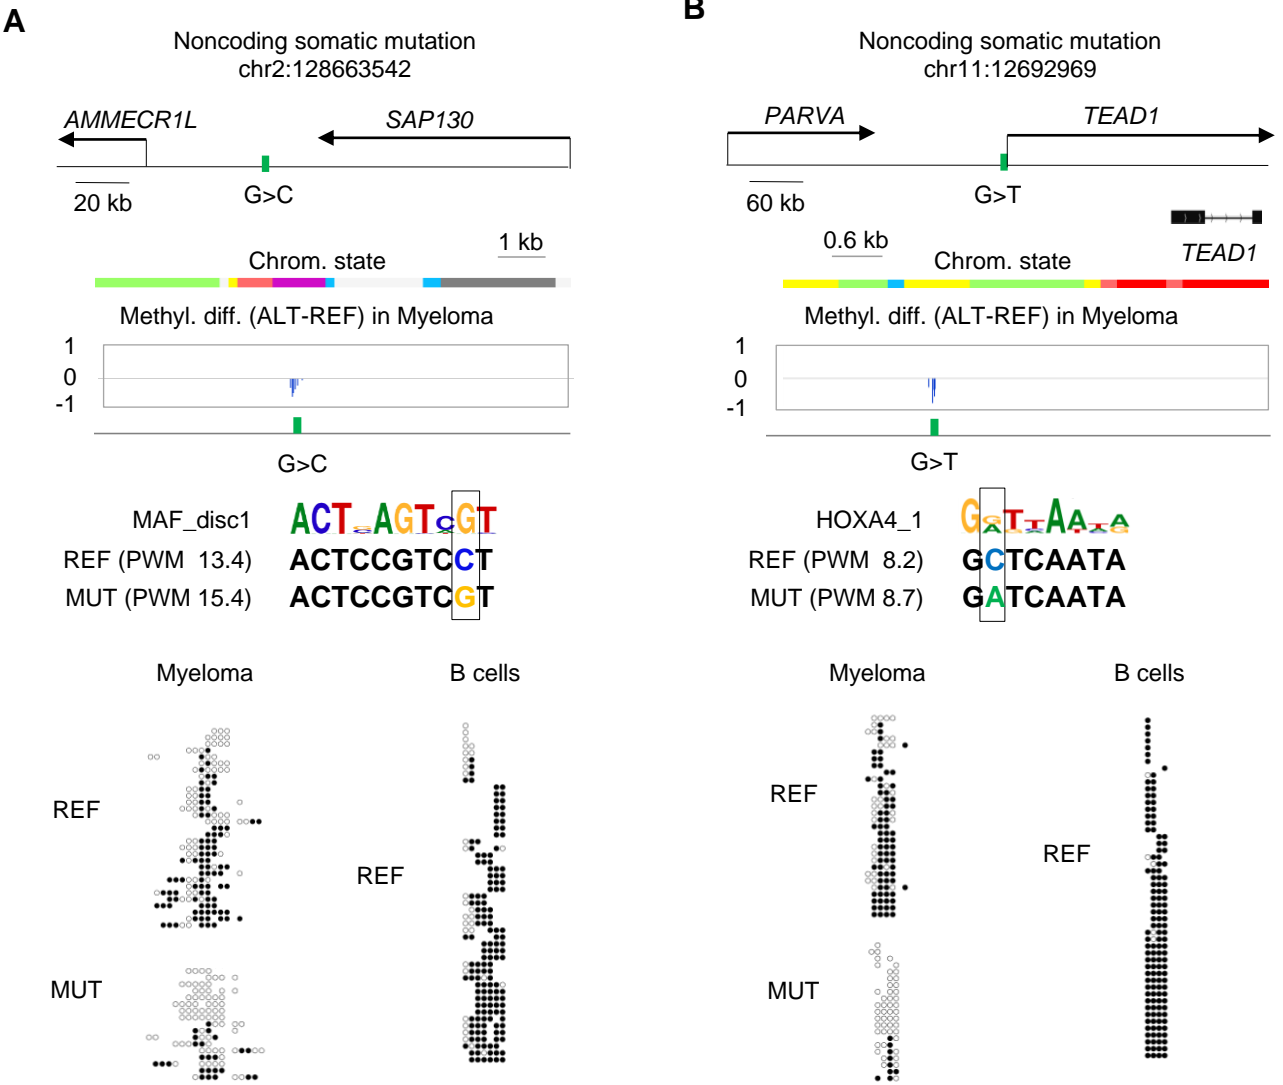 A
Noncoding somatic mutation
chr2:128663542
AMMECR1L
SAP130
G>C
20 kb
1 kb
Chrom. state
Methyl. diff. (ALT-REF) in Myeloma
1
0
-1
G>C
MAF_disc1
ACT AGTCGT
REF (PWM 13.4)
ACTCCGTCCT
MUT (PWM 15.4)
ACTCCGTCGT
Myeloma
B cells
REF
REF
MUT
B
Noncoding somatic mutation
chr11:12692969
PARVA
TEAD1
G>T
60 kb
0.6 kb
TEAD1
Chrom. state
Methyl. diff. (ALT-REF) in Myeloma
1
0
-1
G>T
HOXA4_1
GGTTAATA
REF (PWM 8.2)
GCTCAATA
MUT (PWM 8.7)
GATCAATA
Myeloma
B cells
REF
REF
MUT